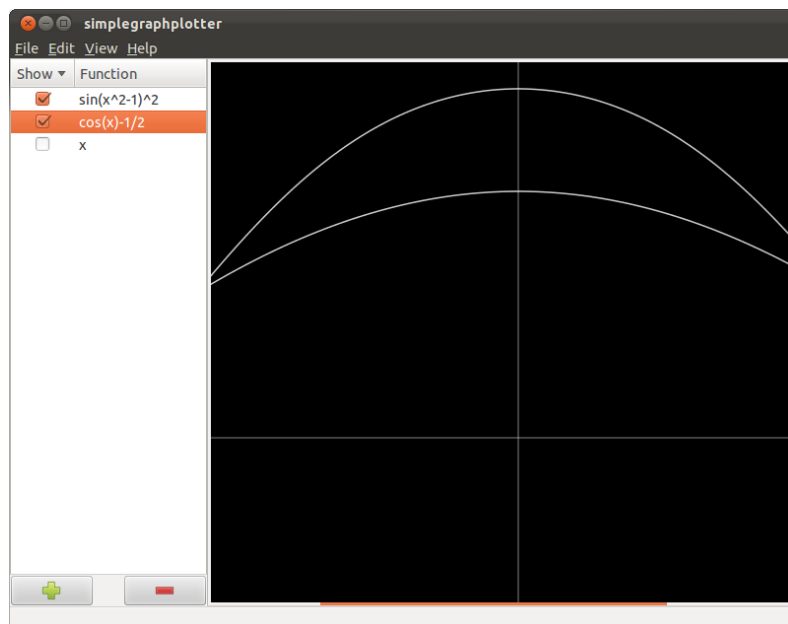 simplegraphplotter
File Edit View Help
Show Function
sin(x^2-1)^2
cos(x)-1/2
x